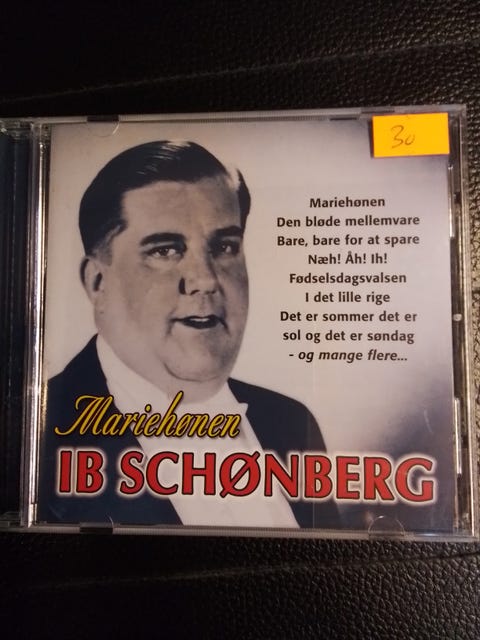 30
Mariehønen
Den bløde mellemvare
Bare, bare for at spare
Næh! Åh! Ih!
Fødselsdagsvalsen
I det lille rige
Det er sommer det er
sol og det er søndag
- og mange flere...
Mariehønen
IB SCHØNBERG